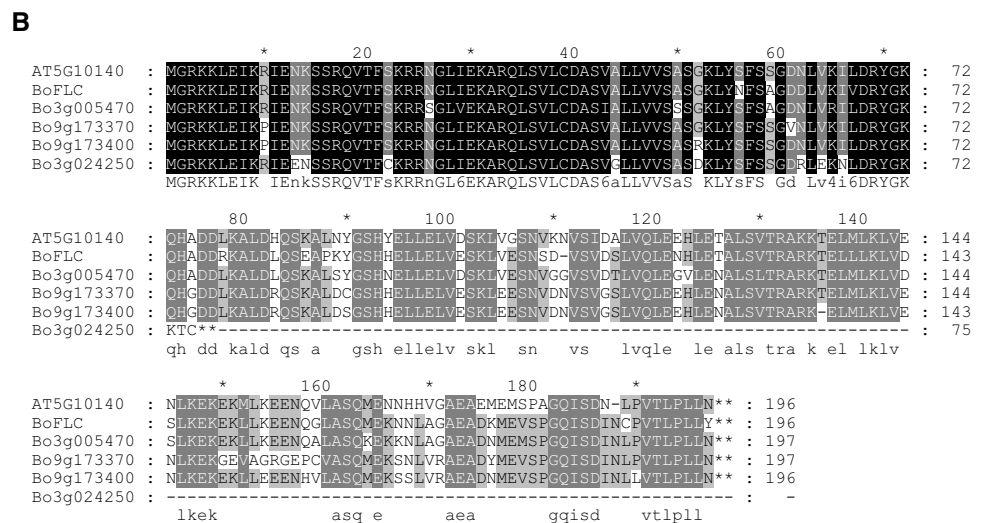 B
* 20 * 40 * 60 *
AT5G10140 : MGRKKLEIKRIENKSSRQVTFSKRRNGLIEKARQLSVLCDASVALLVVSASGKLYSFSSGDNLVKILDRYGK : 72
BoFLC : MGRKKLEIKRIENKSSRQVTFSKRRNGLIEKARQLSVLCDASVALLVVSASGKLYNFSAGDDLVKIVDRYGK : 72
Bo3g005470 : MGRKKLEIKRIENKSSRQVTFSKRRSGLVEKARQLSVLCDASIALLVVSSSGKLYSFSAGDNLVRILDRYGK : 72
Bo9g173370 : MGRKKLEIKPIENKSSRQVTFSKRRNGLIEKARQLSVLCDASVALLVVSASGKLYSFSSGVNLVKILDRYGK : 72
Bo9g173400 : MGRKKLEIKPIENKSSRQVTFSKRRNGLIEKARQLSVLCDASVALLVVSASRKLYSFSSGDNLVKILDRYGK : 72
Bo3g024250 : MGRKKLEIKRIEENSSRQVTFCKRRNGLIEKARQLSVLCDASVGLLVVSASDKLYSFSSGDRLEKNLDRYGK : 72
MGRKKLEIK IEnkSSRQVTFsKRRnGL6EKARQLSVLCDAS6aLLVVSaS KLYsFS Gd Lv4i6DRYGK
80 * 100 * 120 * 140
AT5G10140 : QHADDLKALDHQSKALNYGSHYELLELVDSKLVGSNVKNVSIDALVQLEEHLETALSVTRAKKTELMLKLVE : 144
BoFLC : QHADDRKALDLQSEAPKYGSHHELLELVESKLVESNSD-VSVDSLVQLENHLETALSVTRARKTELMLKLVD : 143
Bo3g005470 : QHADDLKALDLQSKALSYGSHNELLELVDSKLVESNVGGVSVDTLVQLEGVLENALSLTRARKTELMLKLVD : 144
Bo9g173370 : QHGDDLKALDRQSKALDCGSHHELLELVESKLEESNVDNVSVGSLVQLEEHLENALSVTRARKTELMLKLVE : 144
Bo9g173400 : QHADDLKALDRQSKALDSGSHHELLELVESKLEESNVDNVSVGSLVQLEEHLENALSVTRARK-ELMLKLVE : 143
Bo3g024250 : KTC**------------------------------------------------------------------- : 75
qh dd kald qs a gsh ellelv skl sn vs lvqle le als tra k el lklv
* 160 * 180 *
AT5G10140 : NLKEKEKMLKEENQVLASQMENNHHVGAEAEMEMSPAGQISDN-LPVTLPLLN** : 196
BoFLC : SLKEKEKLLKEENQGLASQMEKNNLAGAEADKMEVSPGQISDINCPVTLPLLY** : 196
Bo3g005470 : SLKEKEKLLKEENQALASQKEKKNLAGAEADNMEMSPGQISDINLPVTLPLLN** : 197
Bo9g173370 : NLKEKGEVAGRGEPCVASQMEKSNLVRAEADYMEVSPGQISDINLPVTLPLLN** : 197
Bo9g173400 : NLKEKEKLLEEENHVLASQMEKSSLVRAEADNMEVSPGQISDINLLVTLPLLN** : 196
Bo3g024250 : ------------------------------------------------------- : -
lkek asq e aea gqisd vtlpll